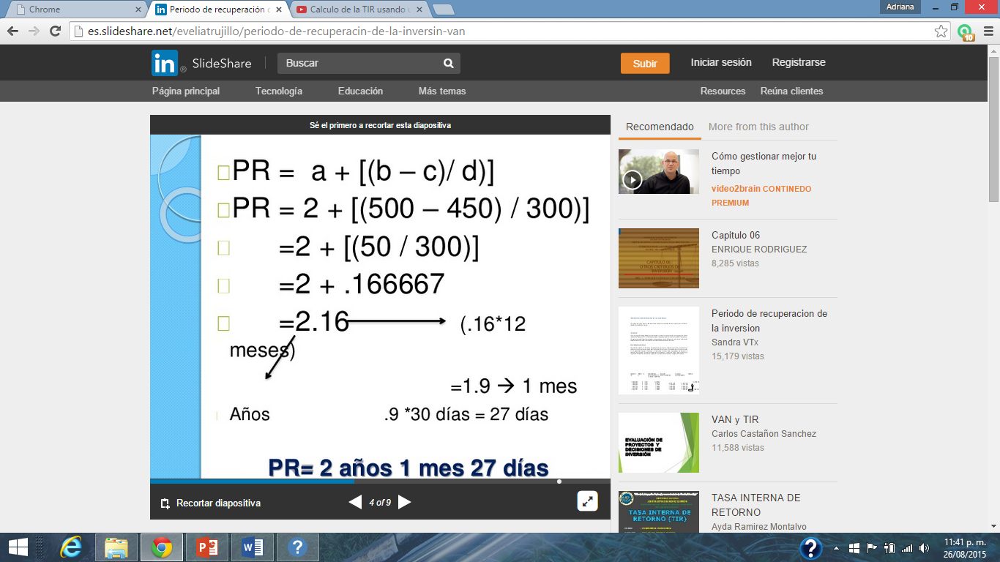 Chrome
Periodo de recuperación
Calculo de la TIR usando
Adriana
es.slideshare.net/eveliatrujillo/periodo-de-recuperacin-de-la-inversin-van
10
in ® SlideShare
Buscar
Subir
Iniciar sesión
Registrarse
Página principal
Tecnología
Educación
Más temas
Resources
Reúna clientes
Sé el primero a recortar esta diapositiva
PR = a + [(b – c)/ d)]
PR = 2 + [(500 – 450) / 300)]
=2 + [(50 / 300)]
=2 + .166667
=2.16 (.16*12
meses)
=1.9 → 1 mes
Años .9 *30 días = 27 días
PR= 2 años 1 mes 27 días
Recortar diapositiva
4 of 9
Recomendado
More from this author
Cómo gestionar mejor tu
tiempo
video2brain CONTINEDO
PREMIUM
Capitulo 06
ENRIQUE RODRIGUEZ
8,285 vistas
Periodo de recuperacion de
la inversion
Sandra VTx
15,179 vistas
EVALUACIÓN DE
PROYECTOS Y
DECISIONES DE
INVERSIÓN
VAN y TIR
Carlos Castañon Sanchez
11,588 vistas
TASA INTERNA DE
RETORNO (TIR)
TASA INTERNA DE
RETORNO
Ayda Ramirez Montalvo
11:41 p. m.
26/08/2015